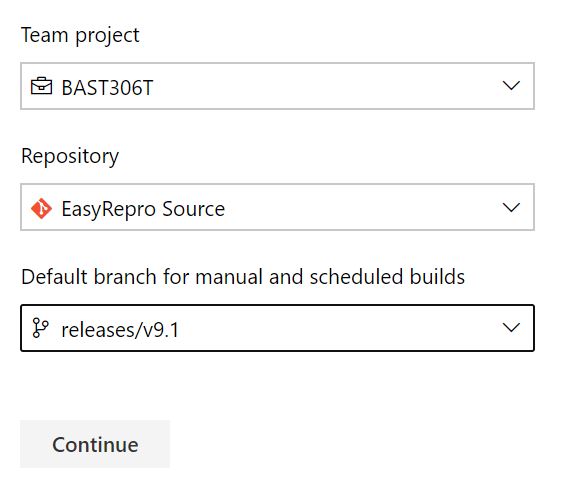 Team project
BAST306T
Repository
EasyRepro Source
Default branch for manual and scheduled builds
releases/v9.1
Continue